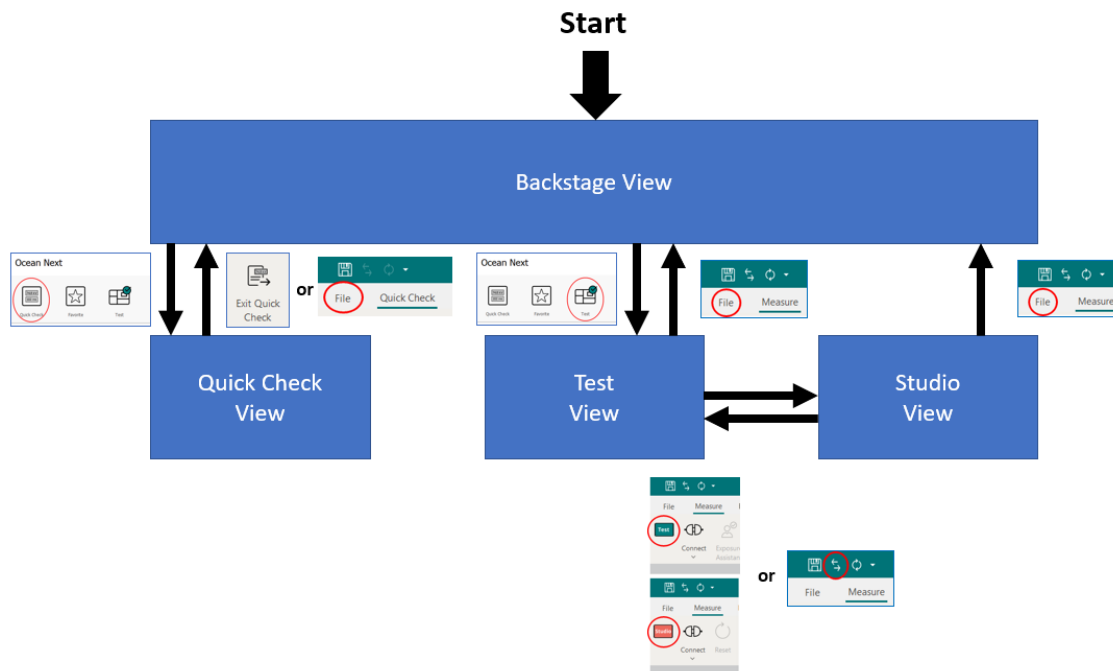 Start
Backstage View
Ocean Next
Quick Check
Favorite
Test
Exit Quick
Check
or
File
Quick Check
Ocean Next
Quick Check
Favorite
Test
File
Measure
File
Measure
Quick Check
View
Test
View
Studio
View
File
Measure
Test
Connect
Exposure
Assistan
or
File
Measure
File
Measure
Studio
Connect
Reset